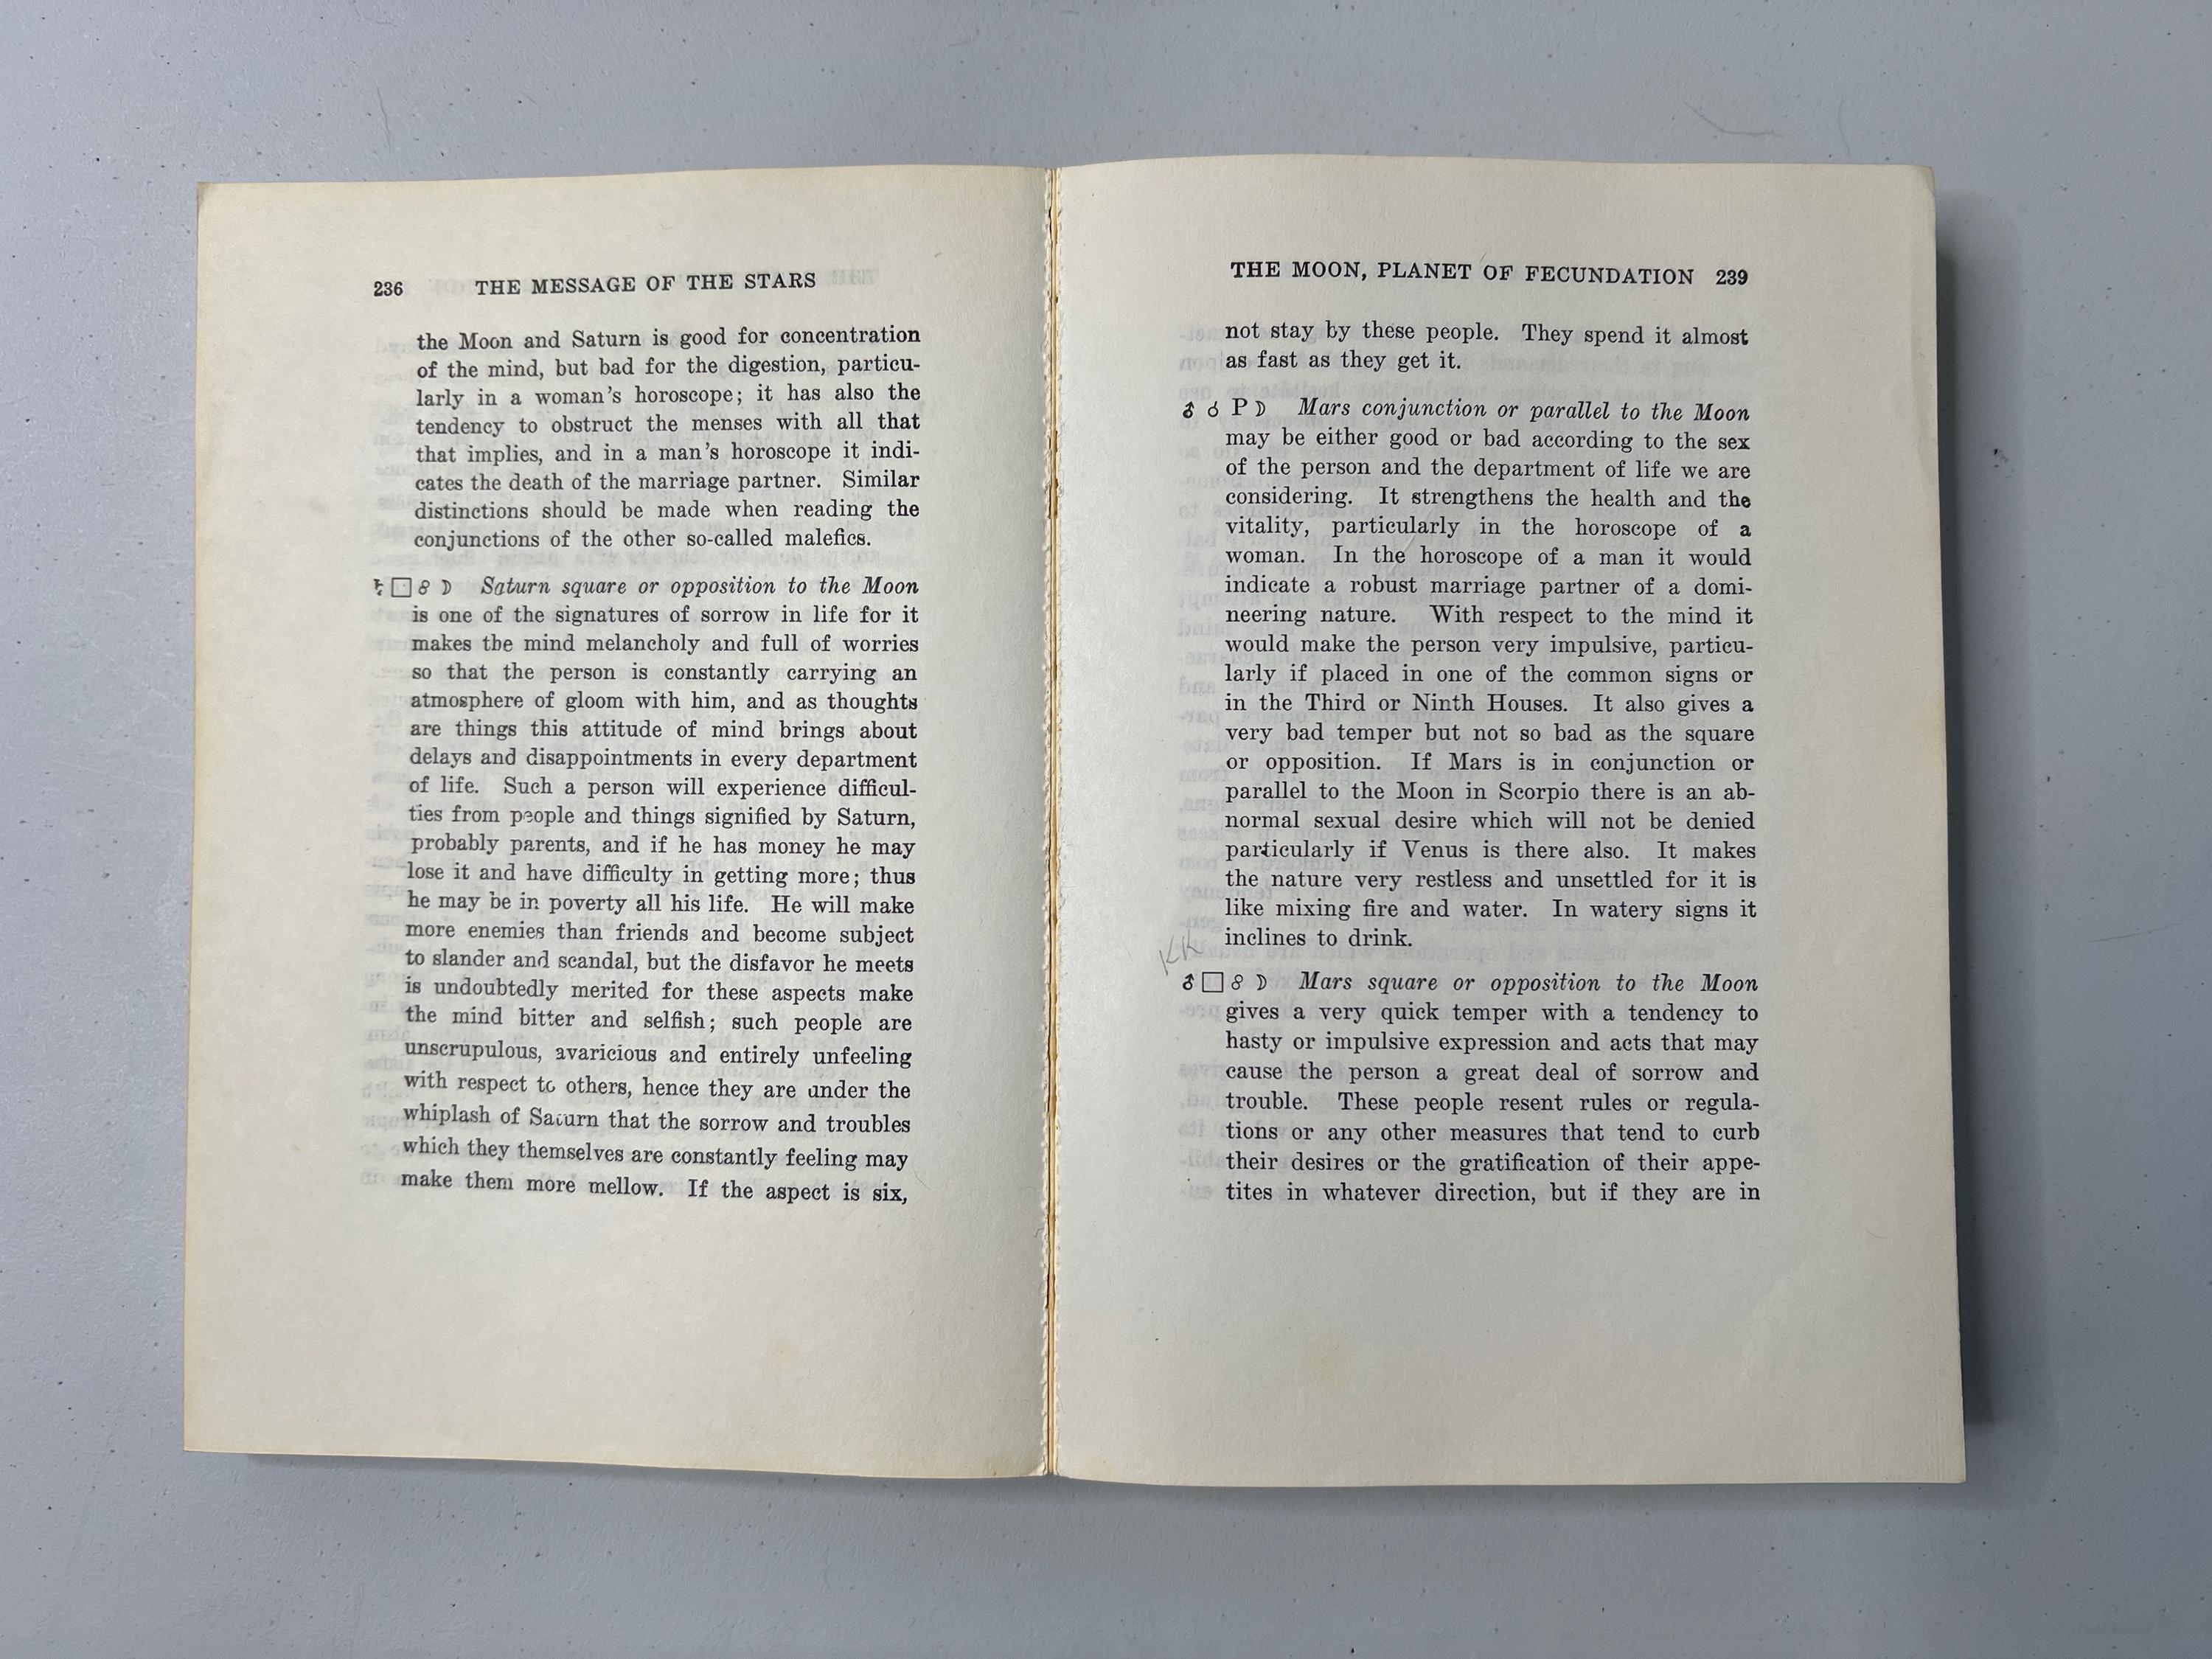 236 THE MESSAGE OF THE STARS
the Moon and Saturn is good for concentration
of the mind, but bad for the digestion, particu-
larly in a woman's horoscope; it has also the
tendency to obstruct the menses with all that
that implies, and in a man's horoscope it indi-
cates the death of the marriage partner. Similar
distinctions should be made when reading the
conjunctions of the other so-called malefics.
♄ □ ☍ ☽ Saturn square or opposition to the Moon
is one of the signatures of sorrow in life for it
makes the mind melancholy and full of worries
so that the person is constantly carrying an
atmosphere of gloom with him, and as thoughts
are things this attitude of mind brings about
delays and disappointments in every department
of life. Such a person will experience difficul-
ties from people and things signified by Saturn,
probably parents, and if he has money he may
lose it and have difficulty in getting more; thus
he may be in poverty all his life. He will make
more enemies than friends and become subject
to slander and scandal, but the disfavor he meets
is undoubtedly merited for these aspects make
the mind bitter and selfish; such people are
unscrupulous, avaricious and entirely unfeeling
with respect to others, hence they are under the
whiplash of Saturn that the sorrow and troubles
which they themselves are constantly feeling may
make them more mellow. If the aspect is six,
THE MOON, PLANET OF FECUNDATION 239
not stay by these people. They spend it almost
as fast as they get it.
♂ ☌ P ☽ Mars conjunction or parallel to the Moon
may be either good or bad according to the sex
of the person and the department of life we are
considering. It strengthens the health and the
vitality, particularly in the horoscope of a
woman. In the horoscope of a man it would
indicate a robust marriage partner of a domi-
neering nature. With respect to the mind it
would make the person very impulsive, particu-
larly if placed in one of the common signs or
in the Third or Ninth Houses. It also gives a
very bad temper but not so bad as the square
or opposition. If Mars is in conjunction or
parallel to the Moon in Scorpio there is an ab-
normal sexual desire which will not be denied
particularly if Venus is there also. It makes
the nature very restless and unsettled for it is
like mixing fire and water. In watery signs it
inclines to drink.
KK
♂ □ ☍ ☽ Mars square or opposition to the Moon
gives a very quick temper with a tendency to
hasty or impulsive expression and acts that may
cause the person a great deal of sorrow and
trouble. These people resent rules or regula-
tions or any other measures that tend to curb
their desires or the gratification of their appe-
tites in whatever direction, but if they are in